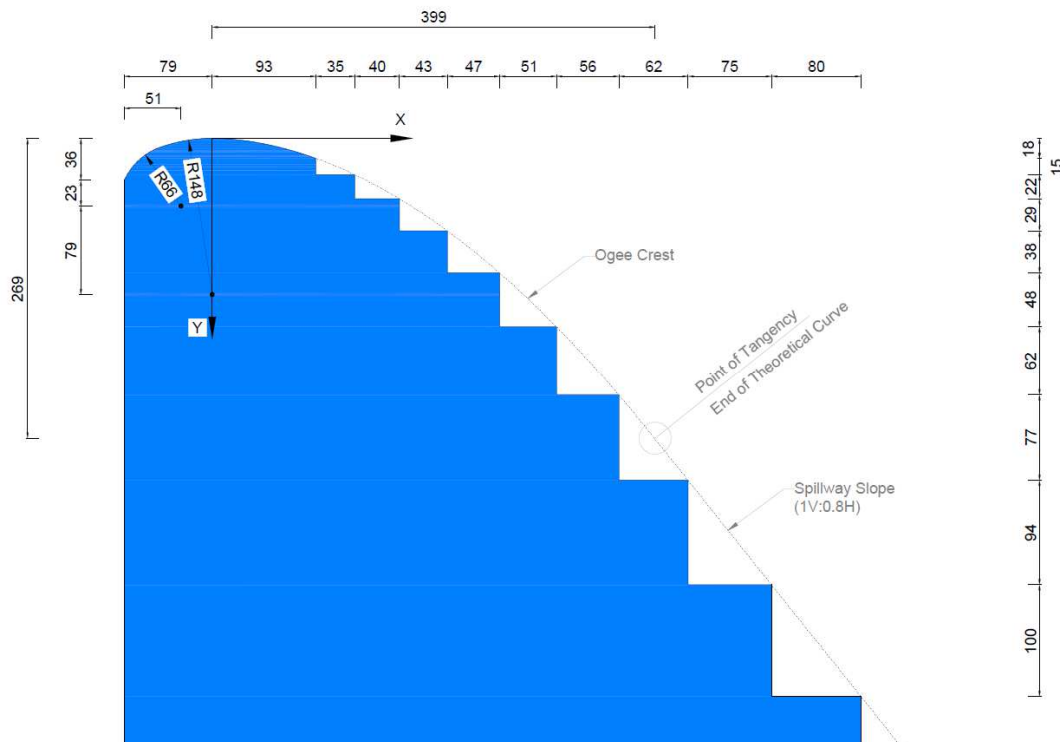 399
79 93 35 40 43 47 51 56 62 75 80
51
X
36
23
79
269
R66
R148
Y
18
15
22
29
38
48
62
77
94
100
Ogee Crest
Point of Tangency
End of Theoretical Curve
Spillway Slope
(1V:0.8H)